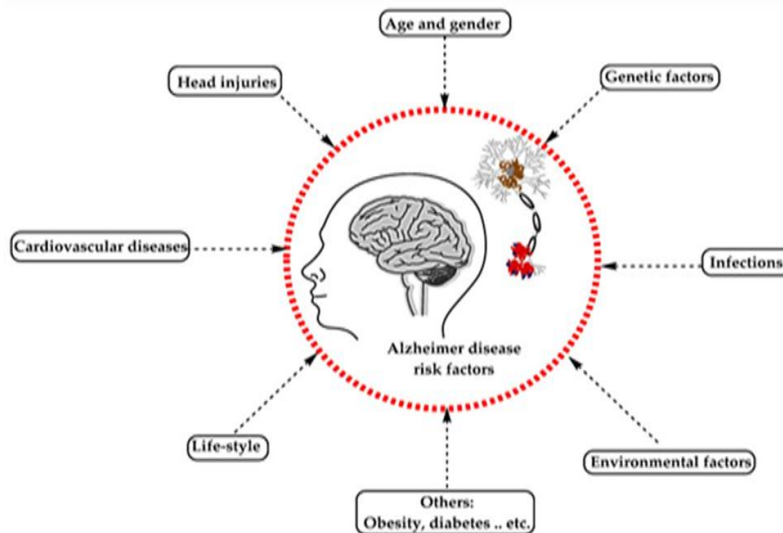 Age and gender
Head injuries
Genetic factors
Cardiovascular diseases
Infections
Alzheimer disease
risk factors
Life-style
Environmental factors
Others:
Obesity, diabetes .. etc.